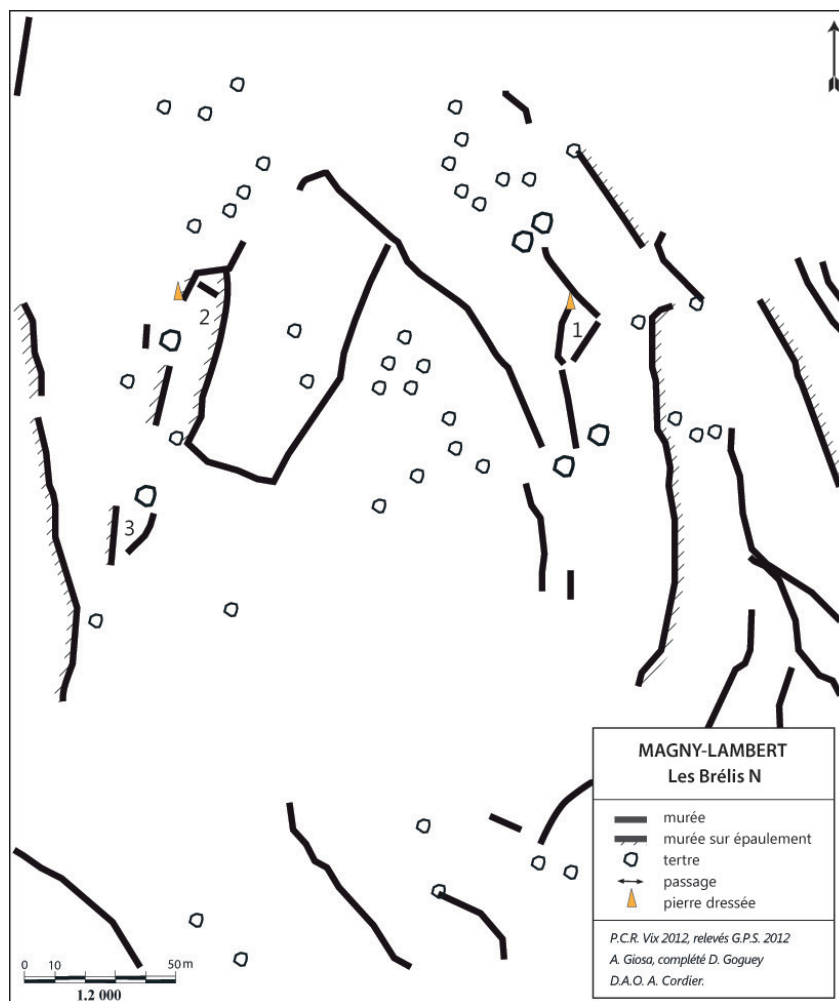 1
2
3
MAGNY-LAMBERT
Les Brélis N
murée
murée sur épaulement
tertre
passage
pierre dressée
P.C.R. Vix 2012, relevés G.P.S. 2012
A. Giosa, complété D. Goguey
D.A.O. A. Cordier.
0 10 50 m
1.2 000